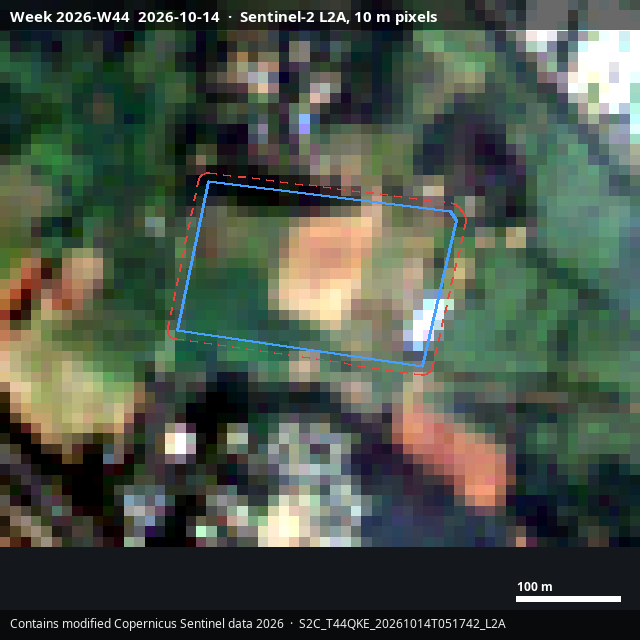 Week 2026-W44  2026-10-14  ·  Sentinel-2 L2A, 10 m pixels
100 m
Contains modified Copernicus Sentinel data 2026  ·  S2C_T44QKE_20261014T051742_L2A